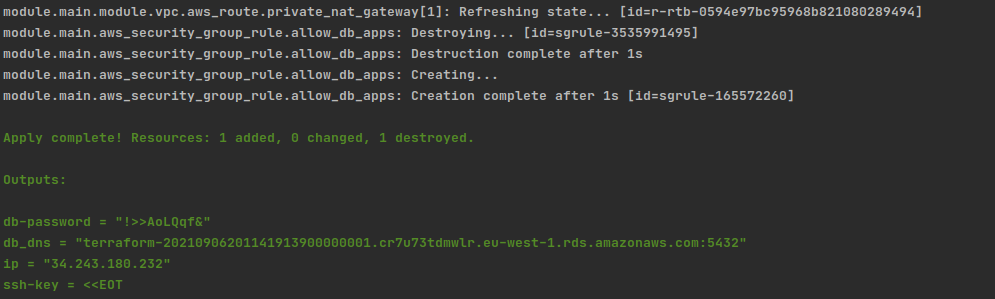 module.main.module.vpc.aws_route.private_nat_gateway[1]: Refreshing state... [id=r-rtb-0594e97bc95968b821080289494]
module.main.aws_security_group_rule.allow_db_apps: Destroying... [id=sgrule-3535991495]
module.main.aws_security_group_rule.allow_db_apps: Destruction complete after 1s
module.main.aws_security_group_rule.allow_db_apps: Creating...
module.main.aws_security_group_rule.allow_db_apps: Creation complete after 1s [id=sgrule-165572260]
Apply complete! Resources: 1 added, 0 changed, 1 destroyed.
Outputs:
db-password = "!>>AoLQqf&"
db_dns = "terraform-20210906201141913900000001.cr7u73tdmwlr.eu-west-1.rds.amazonaws.com:5432"
ip = "34.243.180.232"
ssh-key = <<EOT